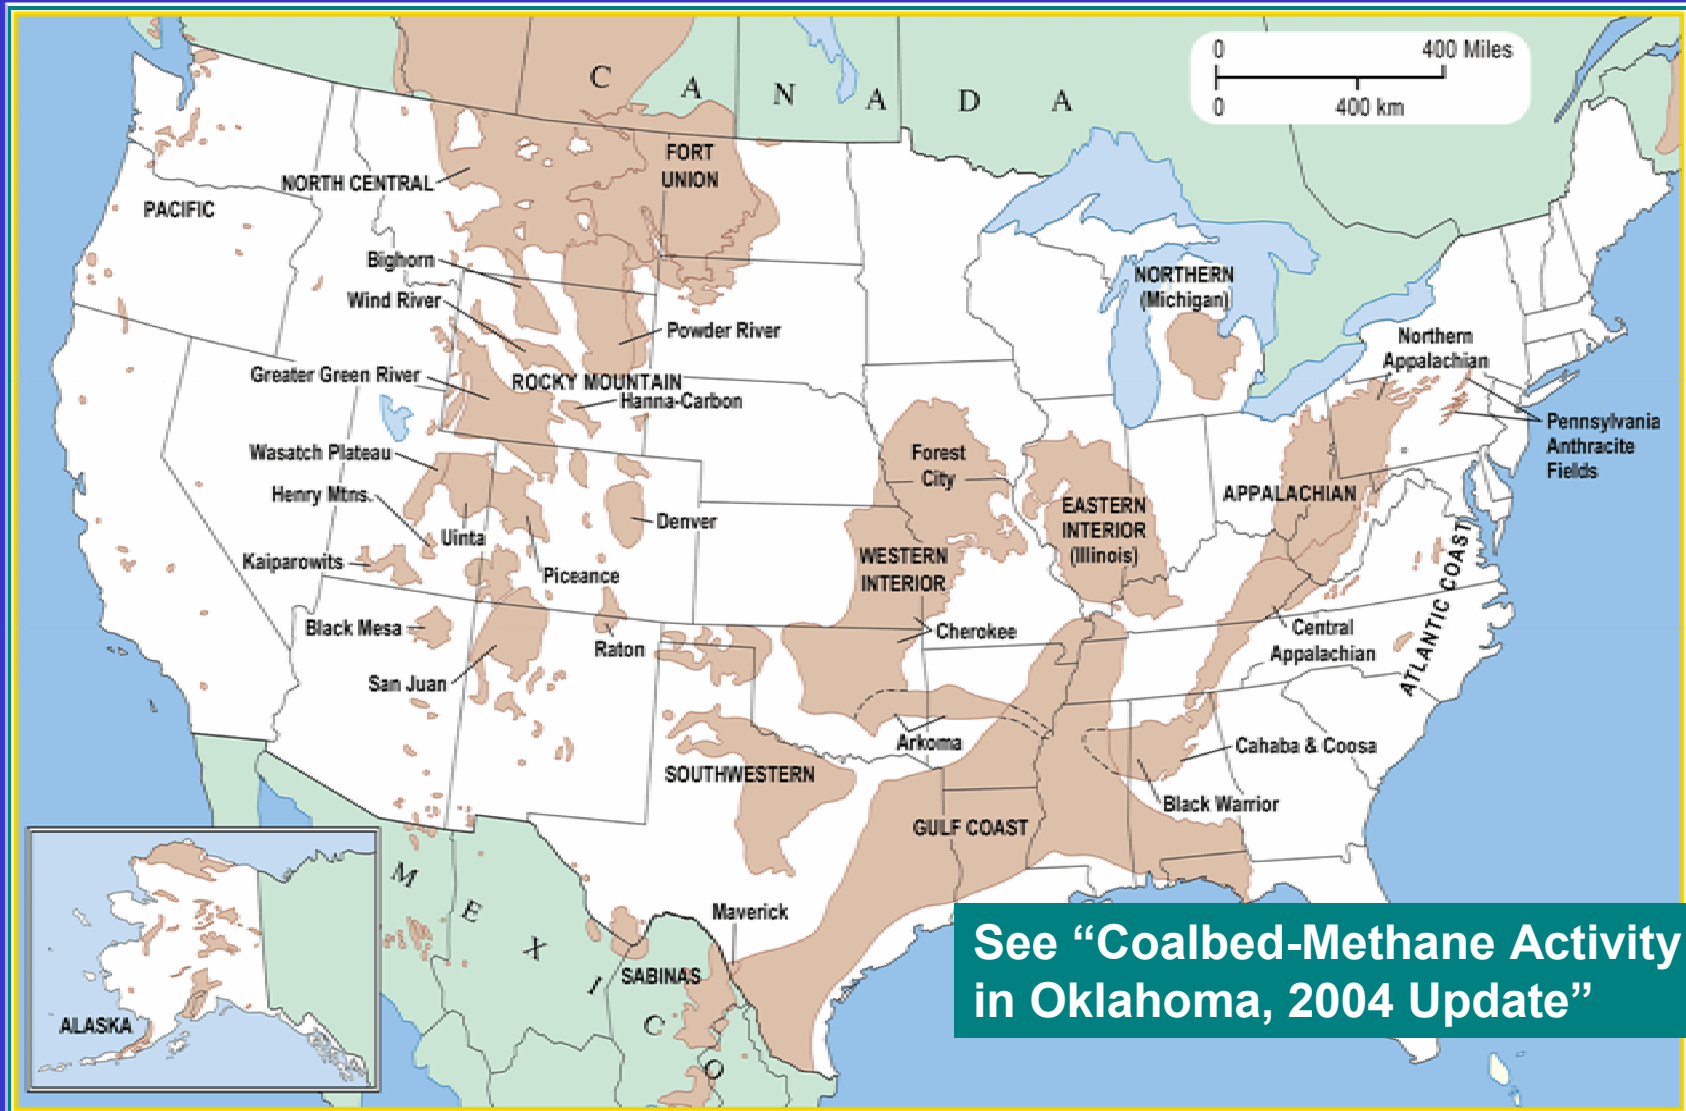 0 400 Miles
0 400 km
C A N A D A
FORT
UNION
NORTH CENTRAL
PACIFIC
Bighorn
Wind River
Powder River
Greater Green River
ROCKY MOUNTAIN
Hanna-Carbon
NORTHERN
(Michigan)
Northern
Appalachian
Pennsylvania
Anthracite
Fields
Wasatch Plateau
Henry Mtns.
Uinta
Kaiparowits
Piceance
Denver
Forest
City
WESTERN
INTERIOR
EASTERN
INTERIOR
(Illinois)
APPALACHIAN
ATLANTIC COAST
Black Mesa
San Juan
Raton
Cherokee
Central
Appalachian
Arkoma
SOUTHWESTERN
Cahaba & Coosa
Black Warrior
GULF COAST
Maverick
SABINAS
M E X I C O
ALASKA
See “Coalbed-Methane Activity
in Oklahoma, 2004 Update”